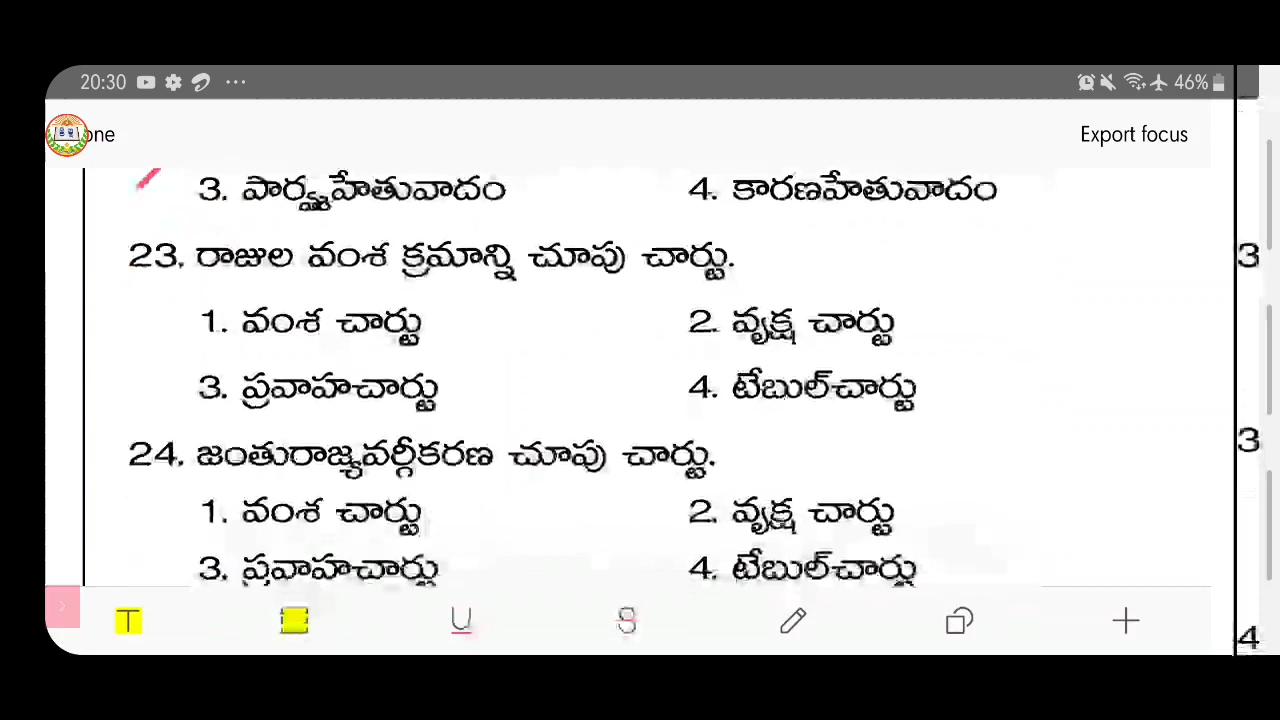 20:30 46%
one Export focus
3. పార్శ్వహేతువాదం 4. కారణహేతువాదం
23. రాజుల వంశ క్రమాన్ని చూపు చార్టు. 3
1. వంశ చార్టు 2. వృక్ష చార్టు
3. ప్రవాహచార్టు 4. టేబుల్‌చార్టు
24. జంతురాజ్యవర్గీకరణ చూపు చార్టు. 3
1. వంశ చార్టు 2. వృక్ష చార్టు
3. ప్రవాహచార్టు 4. టేబుల్‌చార్టు
T U S 4